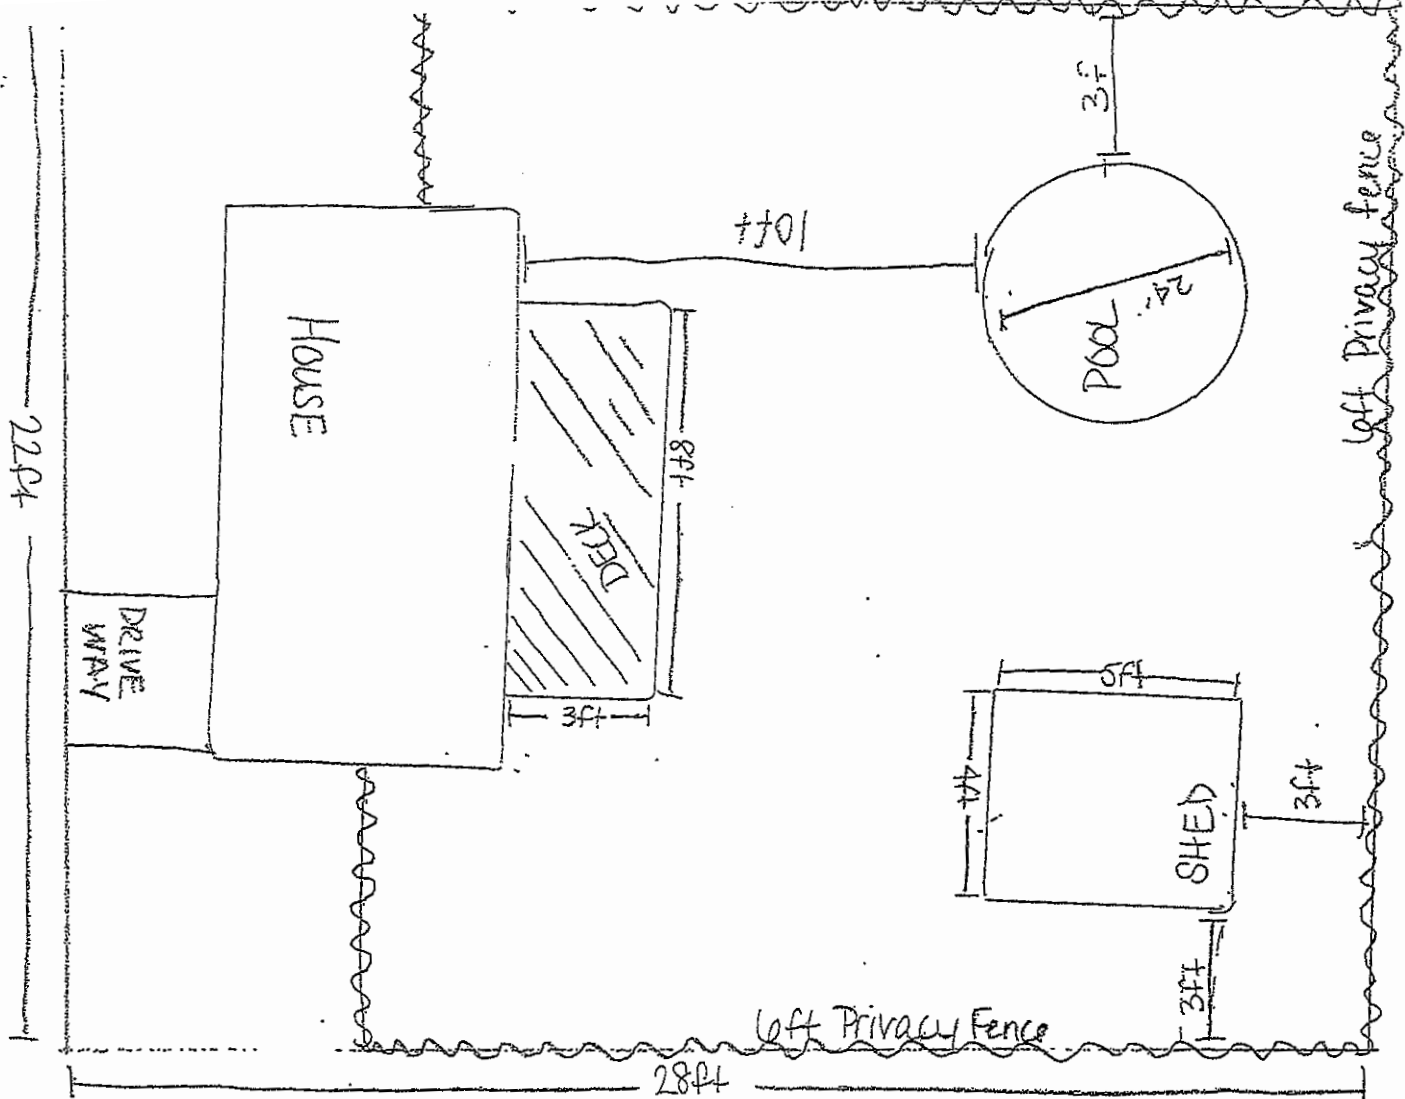 3ft
6ft Privacy fence
10ft
24'
POOL
HOUSE
22ft
8ft
DECK
DRIVE
WAY
3ft
5ft
4ft
SHED
3ft
3ft
6ft Privacy Fence
28ft